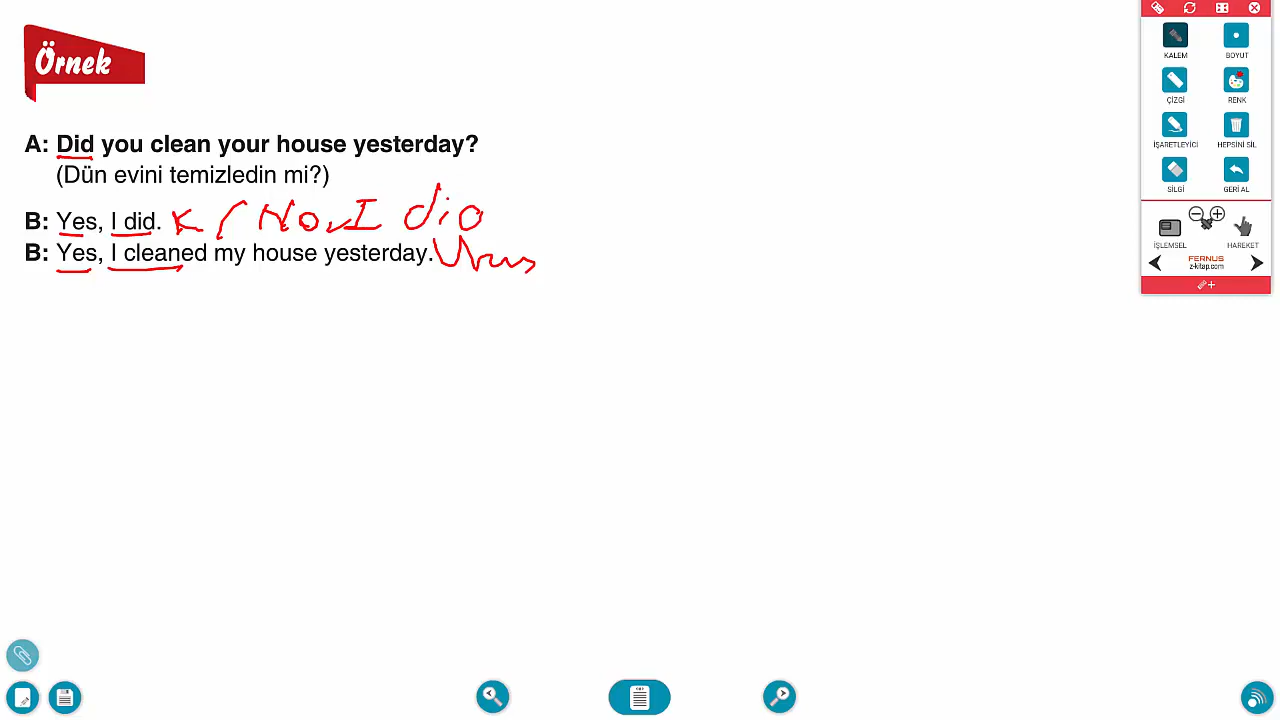 Örnek
A: Did you clean your house yesterday?
(Dün evini temizledin mi?)
B: Yes, I did. K / No, I did
B: Yes, I cleaned my house yesterday.
KALEM BOYUT
ÇİZGİ RENK
İŞARETLEYİCİ HEPSİNİ SİL
SİLGİ GERİ AL
İŞLEMSEL HAREKET
FERNUS
z-kitap.com